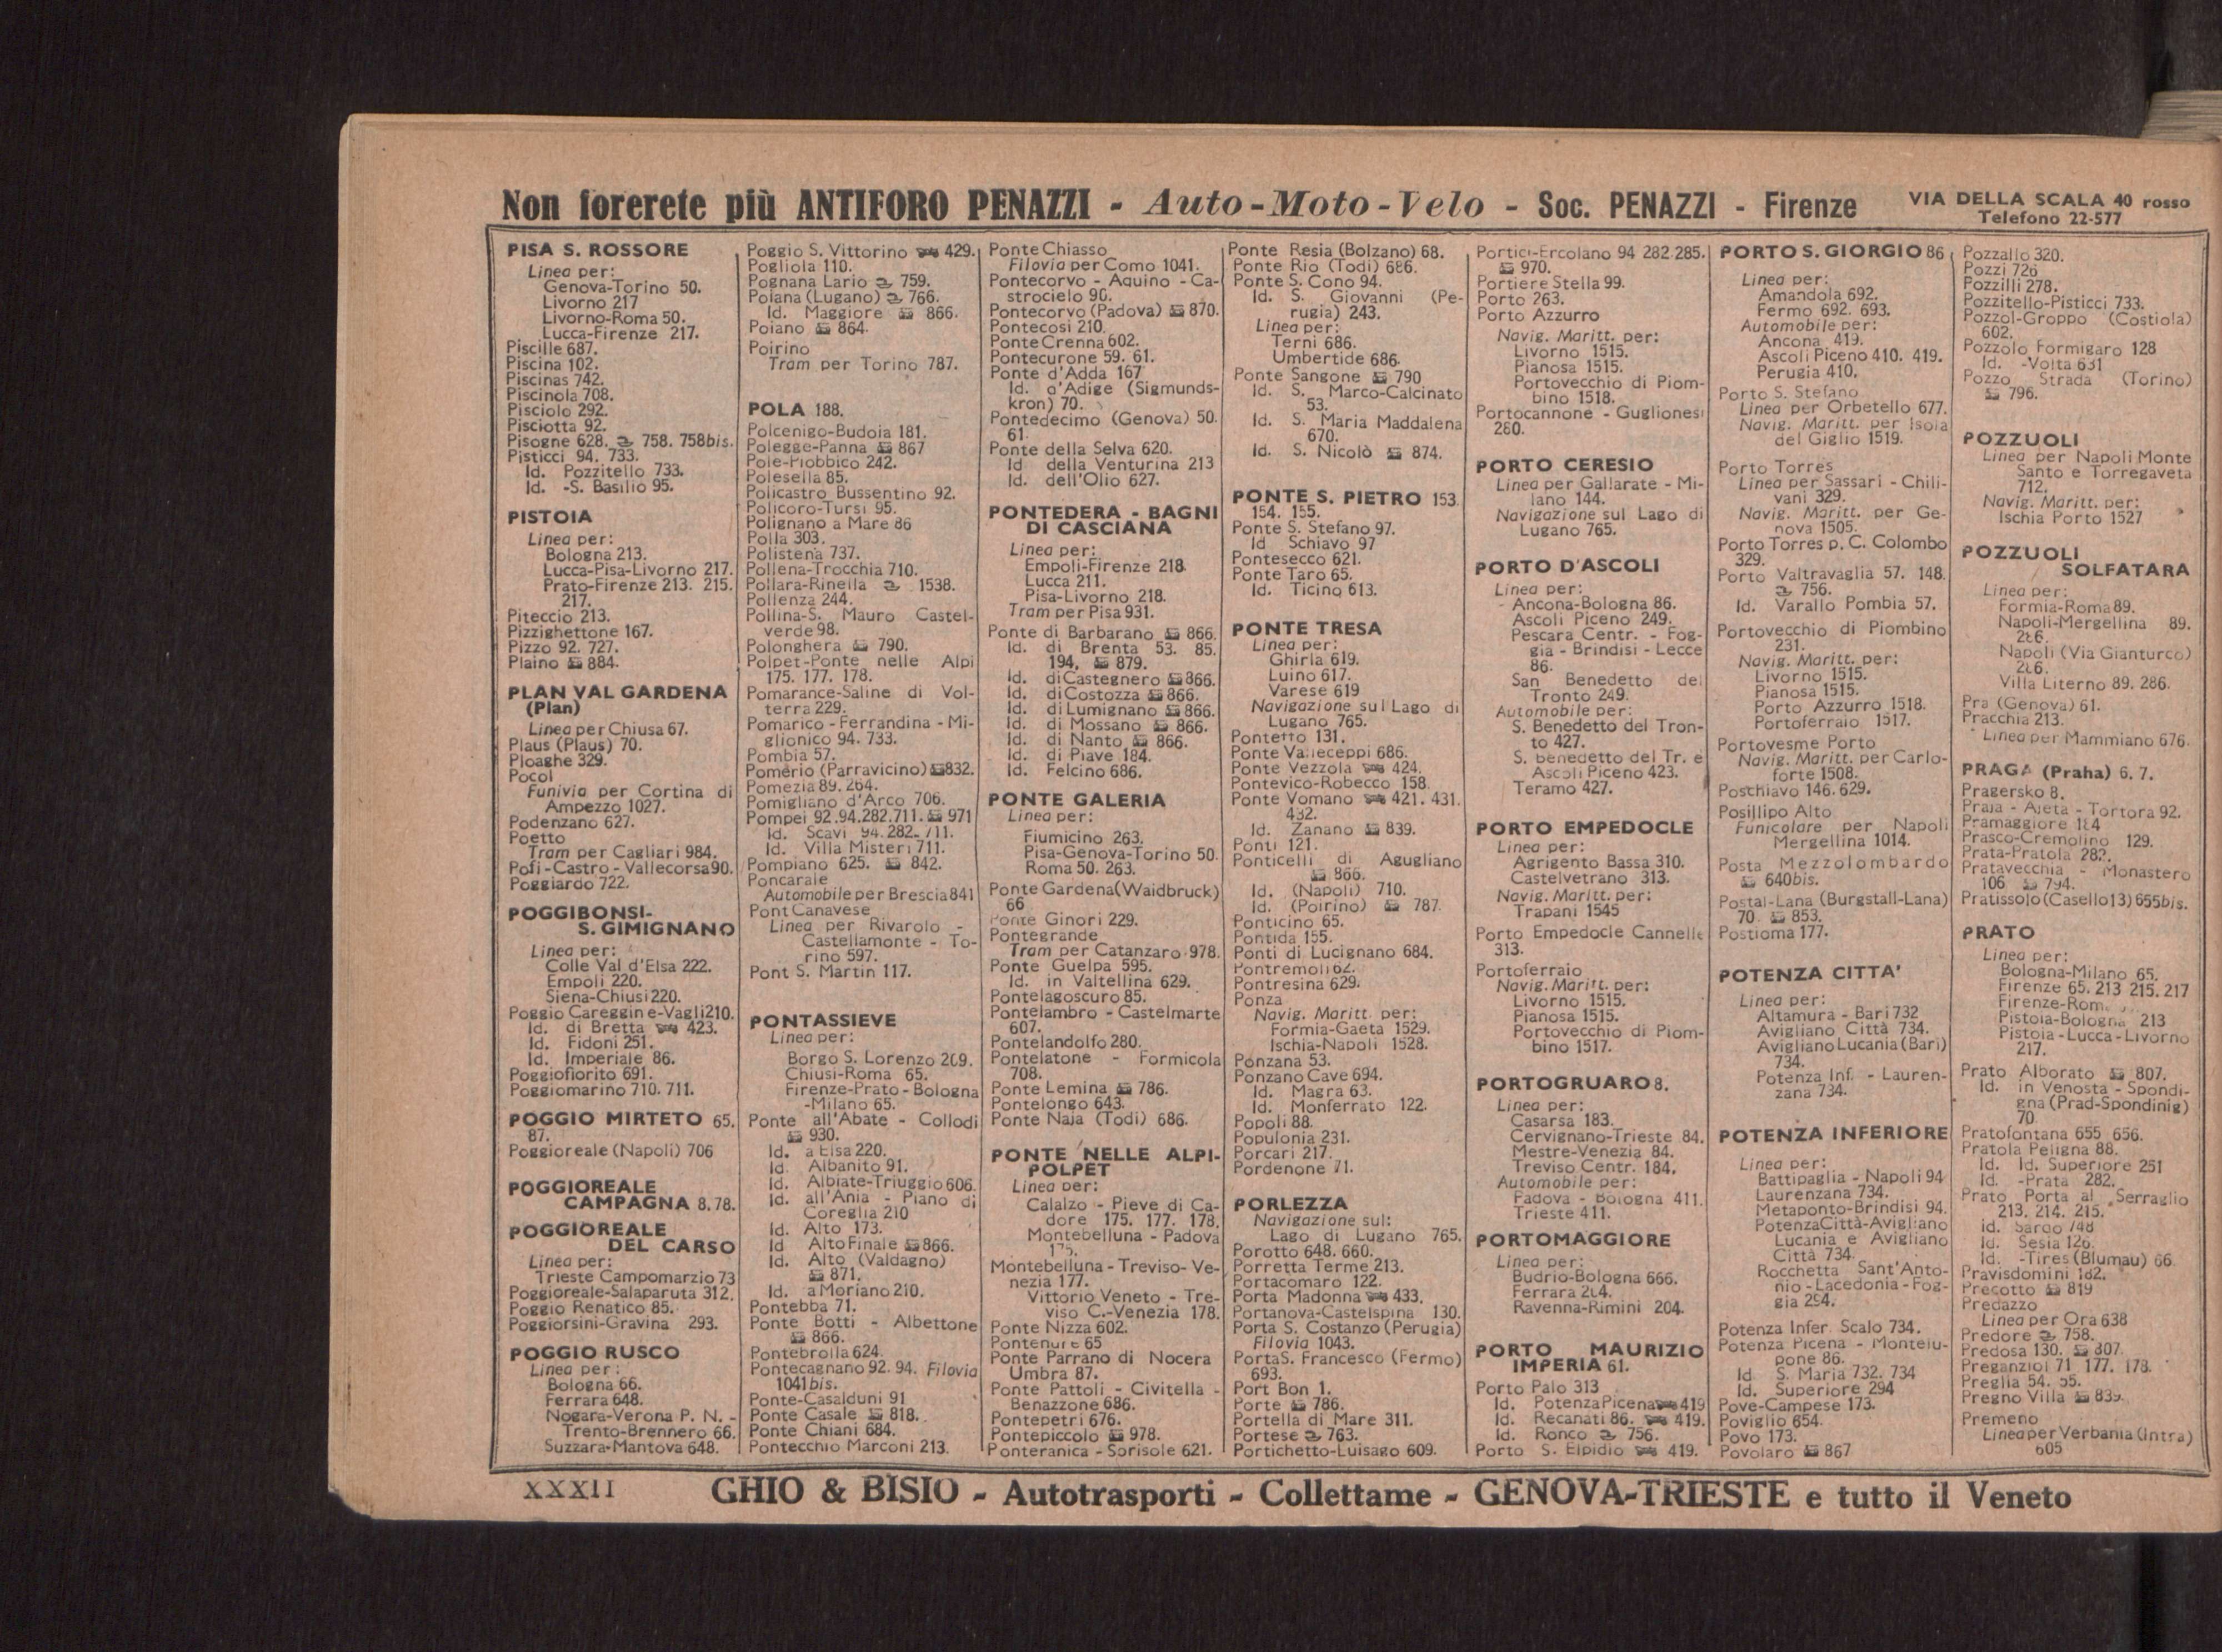 Non forerete più ANTIFORO PENAZZI - Auto-Moto-Velo - Soc. PENAZZI - Firenze
VIA DELLA SCALA 40 rosso
Telefono 22-577
PISA S. ROSSORE
Linea per:
Genova-Torino 50.
Livorno 217
Livorno-Roma 50.
Lucca-Firenze 217.
Piscille 687.
Piscina 102.
Piscinas 742.
Piscinola 708.
Pisciolo 292.
Pisciotta 92.
Pisogne 628. 758. 758bis.
Pisticci 94. 733.
Id. Pozzitello 733.
Id. -S. Basilio 95.
PISTOIA
Linea per:
Bologna 213.
Lucca-Pisa-Livorno 217.
Prato-Firenze 213. 215.
217.
Piteccio 213.
Pizzighettone 167.
Pizzo 92. 727.
Plaino 884.
PLAN VAL GARDENA
(Plan)
Linea per Chiusa 67.
Plaus (Plaus) 70.
Ploaghe 329.
Pocol
Funivia per Cortina di
Ampezzo 1027.
Podenzano 627.
Poetto
Tram per Cagliari 984.
Pofi-Castro-Vallecorsa 90.
Poggiardo 722.
POGGIBONSI-
S. GIMIGNANO
Linea per:
Colle Val d'Elsa 222.
Empoli 220.
Siena-Chiusi 220.
Poggio Careggine-Vagli 210.
Id. di Bretta 423.
Id. Fidoni 251.
Id. Imperiale 86.
Poggiofiorito 691.
Poggiomarino 710. 711.
POGGIO MIRTETO 65.
87.
Poggioreale (Napoli) 706
POGGIOREALE
CAMPAGNA 8. 78.
POGGIOREALE
DEL CARSO
Linea per:
Trieste Campomarzio 73
Poggioreale-Salaparuta 312.
Poggio Renatico 85.
Poggiorsini-Gravina 293.
POGGIO RUSCO
Linea per:
Bologna 66.
Ferrara 648.
Nogara-Verona P. N. -
Trento-Brennero 66.
Suzzara-Mantova 648.
Poggio S. Vittorino 429.
Pogliola 110.
Pognana Lario 759.
Poiana (Lugano) 766.
Id. Maggiore 866.
Poiano 864.
Poirino
Tram per Torino 787.
POLA 188.
Polcenigo-Budoia 181.
Polegge-Panna 867
Pole-Piobbico 242.
Polesella 85.
Policastro Bussentino 92.
Policoro-Tursi 95.
Polignano a Mare 86
Polla 303.
Polistena 737.
Pollena-Trocchia 710.
Pollara-Rinella 1538.
Pollenza 244.
Pollina-S. Mauro Castel-
verde 98.
Polonghera 790.
Polpet-Ponte nelle Alpi
175. 177. 178.
Pomarance-Saline di Vol-
terra 229.
Pomarico - Ferrandina - Mi-
glionico 94. 733.
Pombia 57.
Pomerio (Parravicino) 832.
Pomezia 89. 264.
Pomigliano d'Arco 706.
Pompei 92.94.282.711. 971
Id. Scavi 94. 282. 711.
Id. Villa Misteri 711.
Pompiano 625. 842.
Poncarale
Automobile per Brescia 841
Pont Canavese
Linea per Rivarolo -
Castellamonte - To-
rino 597.
Pont S. Martin 117.
PONTASSIEVE
Linea per:
Borgo S. Lorenzo 209.
Chiusi-Roma 65.
Firenze-Prato-Bologna
-Milano 65.
Ponte all'Abate - Collodi
930.
Id. a Elsa 220.
Id. Albanito 91.
Id. Albiate-Triuggio 606.
Id. all'Ania - Piano di
Coreglia 210
Id. Alto 173.
Id Alto Finale 866.
Id. Alto (Valdagno)
871.
Id. a Moriano 210.
Pontebba 71.
Ponte Botti - Albettone
866.
Pontebrolla 624.
Pontecagnano 92. 94. Filovia
1041bis.
Ponte-Casalduni 91
Ponte Casale 818.
Ponte Chiani 684.
Pontecchio Marconi 213.
Ponte Chiasso
Filovia per Como 1041.
Pontecorvo - Aquino - Ca-
strocielo 90.
Pontecorvo (Padova) 870.
Pontecosi 210.
Ponte Crenna 602.
Pontecurone 59. 61.
Ponte d'Adda 167
Id. d'Adige (Sigmunds-
kron) 70.
Pontedecimo (Genova) 50.
61.
Ponte della Selva 620.
Id della Venturina 213
Id. dell'Olio 627.
PONTEDERA - BAGNI
DI CASCIANA
Linea per:
Empoli-Firenze 218.
Lucca 211.
Pisa-Livorno 218.
Tram per Pisa 931.
Ponte di Barbarano 866.
Id. di Brenta 53. 85.
194. 879.
Id. di Castegnero 866.
Id. di Costozza 866.
Id. di Lumignano 866.
Id. di Mossano 866.
Id. di Nanto 866.
Id. di Piave 184.
Id. Felcino 686.
PONTE GALERIA
Linea per:
Fiumicino 263.
Pisa-Genova-Torino 50.
Roma 50. 263.
Ponte Gardena (Waidbruck)
66
Ponte Ginori 229.
Pontegrande
Tram per Catanzaro 978.
Ponte Guelpa 595.
Id. in Valtellina 629.
Pontelagoscuro 85.
Pontelambro - Castelmarte
607.
Pontelandolfo 280.
Pontelatone - Formicola
708.
Ponte Lemina 786.
Pontelongo 643.
Ponte Naja (Todi) 686.
PONTE NELLE ALPI-
POLPET
Linea per:
Calalzo - Pieve di Ca-
dore 175. 177. 178.
Montebelluna - Padova
175.
Montebelluna-Treviso-Ve-
nezia 177.
Vittorio Veneto - Tre-
viso C.-Venezia 178.
Ponte Nizza 602.
Pontenure 65
Ponte Parrano di Nocera
Umbra 87.
Ponte Pattoli - Civitella -
Benazzone 686.
Pontepetri 676.
Pontepiccolo 978.
Ponteranica - Sorisole 621.
Ponte Resia (Bolzano) 68.
Ponte Rio (Todi) 686.
Ponte S. Cono 94.
Id. S. Giovanni (Pe-
rugia) 243.
Linea per:
Terni 686.
Umbertide 686.
Ponte Sangone 790
Id. S. Marco-Calcinato
53.
Id. S. Maria Maddalena
670.
Id. S. Nicolò 874.
PONTE S. PIETRO 153.
154. 155.
Ponte S. Stefano 97.
Id Schiavo 97
Pontesecco 621.
Ponte Taro 65.
Id. Ticino 613.
PONTE TRESA
Linea per:
Ghirla 619.
Luino 617.
Varese 619
Navigazione sul Lago di
Lugano 765.
Pontetto 131.
Ponte Valleceppi 686.
Ponte Vezzola 424.
Pontevico-Robecco 158.
Ponte Vomano 421. 431.
432.
Id. Zanano 839.
Ponti 121.
Ponticelli di Agugliano
866.
Id. (Napoli) 710.
Id. (Poirino) 787.
Ponticino 65.
Pontida 155.
Ponti di Lucignano 684.
Pontremoli 62.
Pontresina 629.
Ponza
Navig. Maritt. per:
Formia-Gaeta 1529.
Ischia-Napoli 1528.
Ponzana 53.
Ponzano Cave 694.
Id. Magra 63.
Id. Monferrato 122.
Popoli 88.
Populonia 231.
Porcari 217.
Pordenone 71.
PORLEZZA
Navigazione sul:
Lago di Lugano 765.
Porotto 648. 660.
Porretta Terme 213.
Portacomaro 122.
Porta Madonna 433.
Portanova-Castelspina 130.
Porta S. Costanzo (Perugia)
Filovia 1043.
Porta S. Francesco (Fermo)
693.
Port Bon 1.
Porte 786.
Portella di Mare 311.
Portese 763.
Portichetto-Luisago 609.
Portici-Ercolano 94 282.285.
970.
Portiere Stella 99.
Porto 263.
Porto Azzurro
Navig. Maritt. per:
Livorno 1515.
Pianosa 1515.
Portovecchio di Piom-
bino 1518.
Portocannone - Guglionesi
280.
PORTO CERESIO
Linea per Gallarate - Mi-
lano 144.
Navigazione sul Lago di
Lugano 765.
PORTO D'ASCOLI
Linea per:
Ancona-Bologna 86.
Ascoli Piceno 249.
Pescara Centr. - Fog-
gia - Brindisi - Lecce
86.
San Benedetto del
Tronto 249.
Automobile per:
S. Benedetto del Tron-
to 427.
S. benedetto del Tr. e
Ascoli Piceno 423.
Teramo 427.
PORTO EMPEDOCLE
Linea per:
Agrigento Bassa 310.
Castelvetrano 313.
Navig. Maritt. per:
Trapani 1545
Porto Empedocle Cannelle
313.
Portoferraio
Navig. Maritt. per:
Livorno 1515.
Pianosa 1515.
Portovecchio di Piom-
bino 1517.
PORTOGRUARO 8.
Linea per:
Casarsa 183.
Cervignano-Trieste 84.
Mestre-Venezia 84.
Treviso Centr. 184.
Automobile per:
Padova - Bologna 411.
Trieste 411.
PORTOMAGGIORE
Linea per:
Budrio-Bologna 666.
Ferrara 204.
Ravenna-Rimini 204.
PORTO MAURIZIO
IMPERIA 61.
Porto Palo 313
Id. Potenza Picena 419
Id. Recanati 86. 419.
Id. Ronco 756.
Porto S. Elpidio 419.
PORTO S. GIORGIO 86
Linea per:
Amandola 692.
Fermo 692. 693.
Automobile per:
Ancona 419.
Ascoli Piceno 410. 419.
Perugia 410.
Porto S. Stefano
Linea per Orbetello 677.
Navig. Maritt. per Isola
del Giglio 1519.
Porto Torres
Linea per Sassari - Chili-
vani 329.
Navig. Maritt. per Ge-
nova 1505.
Porto Torres p. C. Colombo
329.
Porto Valtravaglia 57. 148.
756.
Id. Varallo Pombia 57.
Portovecchio di Piombino
231.
Navig. Maritt. per:
Livorno 1515.
Pianosa 1515.
Porto Azzurro 1518.
Portoferraio 1517.
Portovesme Porto
Navig. Maritt. per Carlo-
forte 1508.
Poschiavo 146. 629.
Posillipo Alto
Funicolare per Napoli
Mergellina 1014.
Posta Mezzolombardo
640bis.
Postal-Lana (Burgstall-Lana)
70. 853.
Postioma 177.
POTENZA CITTA'
Linea per:
Altamura - Bari 732
Avigliano Città 734.
Avigliano Lucania (Bari)
734.
Potenza Inf. - Lauren-
zana 734.
POTENZA INFERIORE
Linea per:
Battipaglia - Napoli 94
Laurenzana 734.
Metaponto-Brindisi 94.
Potenza Città-Avigliano
Lucania e Avigliano
Città 734.
Rocchetta Sant'Anto-
nio - Lacedonia - Fog-
gia 294.
Potenza Infer. Scalo 734.
Potenza Picena - Montelu-
pone 86.
Id S. Maria 732. 734
Id. Superiore 294
Pove-Campese 173.
Poviglio 654.
Povo 173.
Povolaro 867
Pozzallo 320.
Pozzi 726
Pozzilli 278.
Pozzitello-Pisticci 733.
Pozzol-Groppo (Costiola)
602.
Pozzolo Formigaro 128
Id. -Volta 631
Pozzo Strada (Torino)
796.
POZZUOLI
Linea per Napoli Monte
Santo e Torregaveta
712.
Navig. Maritt. per:
Ischia Porto 1527
POZZUOLI
SOLFATARA
Linea per:
Formia-Roma 89.
Napoli-Mergellina 89.
286.
Napoli (Via Gianturco)
286.
Villa Literno 89. 286.
Pra (Genova) 61.
Pracchia 213.
Linea per Mammiano 676.
PRAGA (Praha) 6. 7.
Pragersko 8.
Praia - Aieta - Tortora 92.
Pramaggiore 184
Prasco-Cremolino 129.
Prata-Pratola 282.
Pratavecchia - Monastero
106 794.
Pratissolo (Casello 13) 655bis.
PRATO
Linea per:
Bologna-Milano 65.
Firenze 65. 213 215. 217
Pistoia-Bologna 213
Pistoia-Lucca-Livorno
217.
Prato Alborato 807.
Id. in Venosta - Spondi-
gna (Prad-Spondinig)
70.
Pratofontana 655 656.
Pratola Peligna 88.
Id. Id. Superiore 251
Id. -Prata 282.
Prato Porta al Serraglio
213. 214. 215.
Id. Sardo 748
Id. Sesia 126.
Id. -Tires (Blumau) 66.
Pravisdomini 182.
Precotto 819
Predazzo
Linea per Ora 638
Predore 758.
Predosa 130. 807.
Preganziol 71. 177. 178.
Preglia 54. 55.
Pregno Villa 839.
Premeno
Linea per Verbania (Intra)
605
XXXII
GHIO & BISIO - Autotrasporti - Collettame - GENOVA-TRIESTE e tutto il Veneto